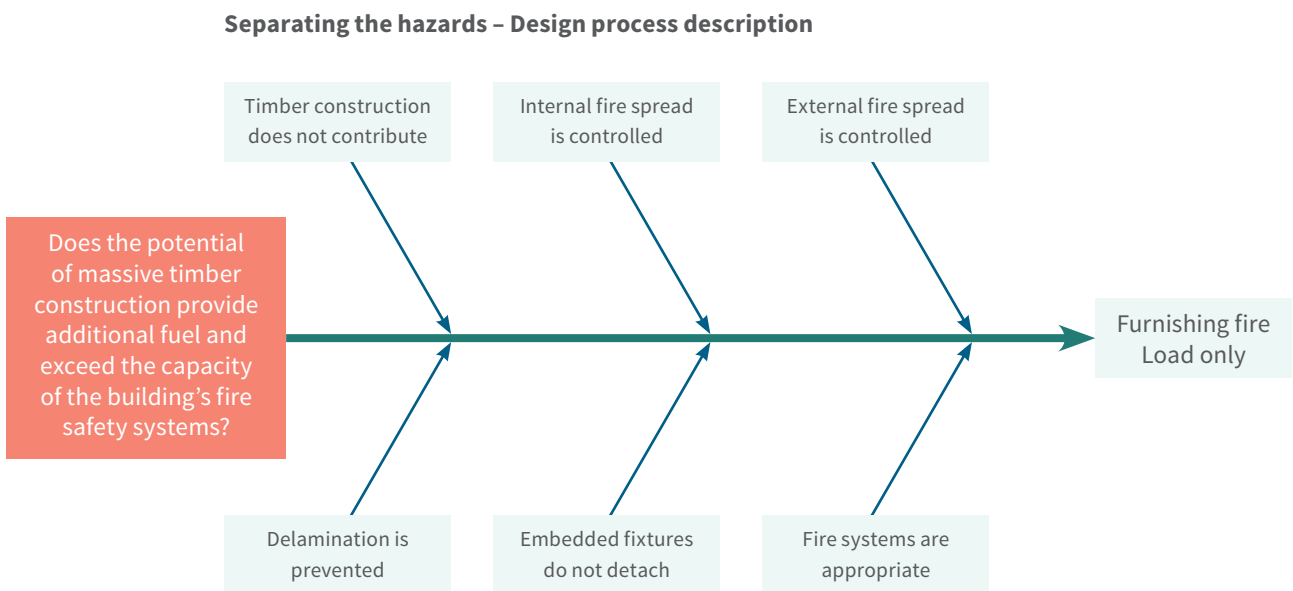 Separating the hazards – Design process description
Timber construction
does not contribute
Internal fire spread
is controlled
External fire spread
is controlled
Does the potential
of massive timber
construction provide
additional fuel and
exceed the capacity
of the building’s fire
safety systems?
Furnishing fire
Load only
Delamination is
prevented
Embedded fixtures
do not detach
Fire systems are
appropriate